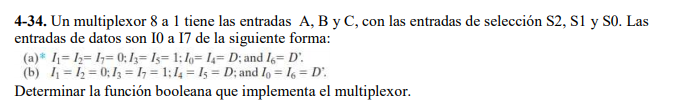 4-34. Un multiplexor 8 a 1 tiene las entradas A, B y C, con las entradas de selección S2, S1 y S0. Las
entradas de datos son I0 a I7 de la siguiente forma:
(a)* I₁= I₂= I₇= 0; I₃= I₅= 1; I₀= I₄= D; and I₆= D'.
(b) I₁ = I₂ = 0; I₃ = I₇ = 1; I₄ = I₅ = D; and I₀ = I₆ = D'.
Determinar la función booleana que implementa el multiplexor.